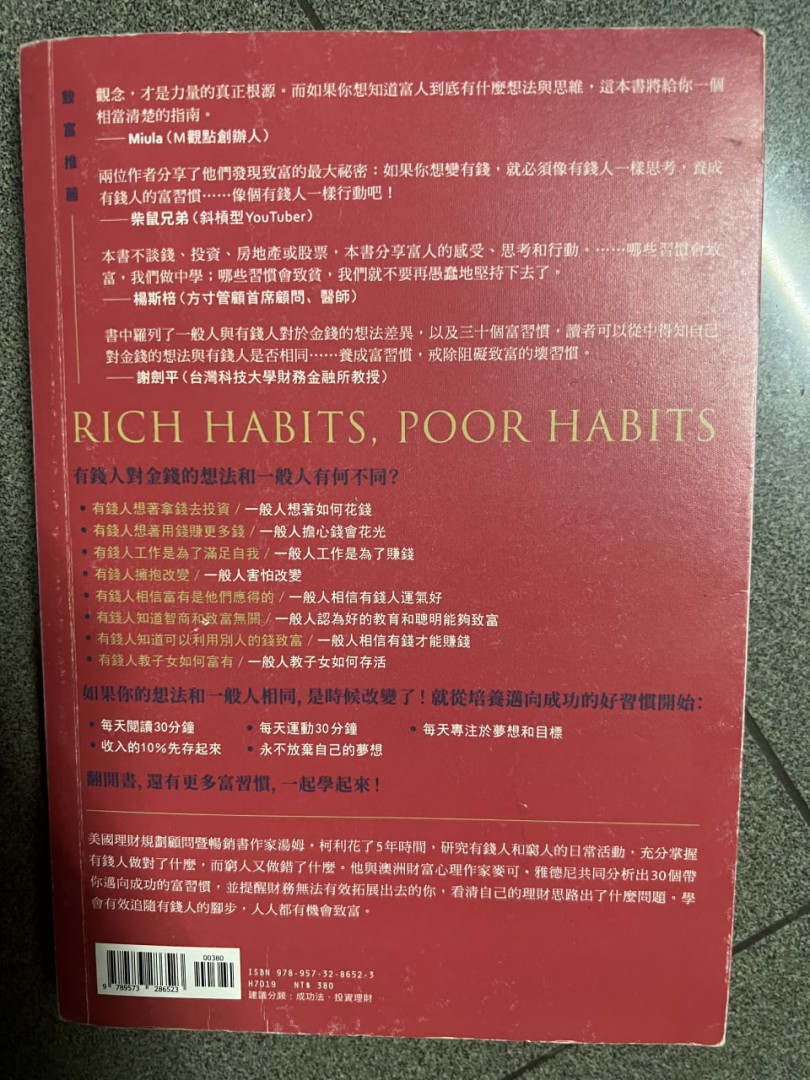 致富推薦
觀念，才是力量的真正根源。而如果你想知道富人到底有什麼想法與思維，這本書將給你一個
相當清楚的指南。
——Miula（M觀點創辦人）
兩位作者分享了他們發現致富的最大祕密：如果你想變有錢，就必須像有錢人一樣思考，養成
有錢人的富習慣……像個有錢人一樣行動吧！
——柴鼠兄弟（斜槓型YouTuber）
本書不談錢、投資、房地產或股票，本書分享富人的感受、思考和行動。……哪些習慣會致
富，我們做中學；哪些習慣會致貧，我們就不要再愚蠢地堅持下去了。
——楊斯棓（方寸管顧首席顧問、醫師）
書中羅列了一般人與有錢人對於金錢的想法差異，以及三十個富習慣，讀者可以從中得知自己
對金錢的想法與有錢人是否相同……養成富習慣，戒除阻礙致富的壞習慣。
——謝劍平（台灣科技大學財務金融所教授）
RICH HABITS, POOR HABITS
有錢人對金錢的想法和一般人有何不同？
• 有錢人想著拿錢去投資 / 一般人想著如何花錢
• 有錢人想著用錢賺更多錢 / 一般人擔心錢會花光
• 有錢人工作是為了滿足自我 / 一般人工作是為了賺錢
• 有錢人擁抱改變 / 一般人害怕改變
• 有錢人相信富有是他們應得的 / 一般人相信有錢人運氣好
• 有錢人知道智商和致富無關 / 一般人認為好的教育和聰明能夠致富
• 有錢人知道可以利用別人的錢致富 / 一般人相信有錢才能賺錢
• 有錢人教子女如何富有 / 一般人教子女如何存活
如果你的想法和一般人相同，是時候改變了！就從培養邁向成功的好習慣開始：
• 每天閱讀30分鐘 • 每天運動30分鐘 • 每天專注於夢想和目標
• 收入的10%先存起來 • 永不放棄自己的夢想
翻開書，還有更多富習慣，一起學起來！
美國理財規劃顧問暨暢銷書作家湯姆・柯利花了5年時間，研究有錢人和窮人的日常活動，充分掌握
有錢人做對了什麼，而窮人又做錯了什麼。他與澳洲財富心理作家麥可・雅德尼共同分析出30個帶
你邁向成功的富習慣，並提醒財務無法有效拓展出去的你，看清自己的理財思路出了什麼問題。學
會有效追隨有錢人的腳步，人人都有機會致富。
00380
9 789573 286523
ISBN 978-957-32-8652-3
H7019 NT$ 380
建議分類：成功法・投資理財